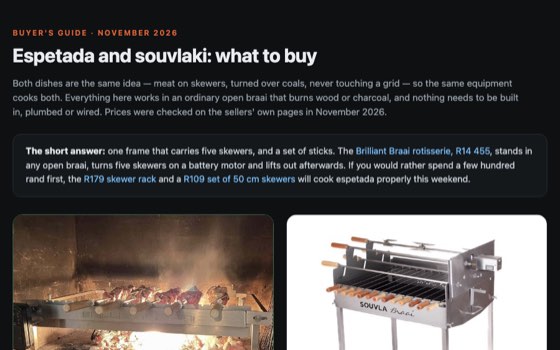 BUYER'S GUIDE · NOVEMBER 2026
Espetada and souvlaki: what to buy
Both dishes are the same idea — meat on skewers, turned over coals, never touching a grid — so the same equipment
cooks both. Everything here works in an ordinary open braai that burns wood or charcoal, and nothing needs to be built
in, plumbed or wired. Prices were checked on the sellers' own pages in November 2026.
The short answer: one frame that carries five skewers, and a set of sticks. The Brilliant Braai rotisserie, R14 455, stands in
any open braai, turns five skewers on a battery motor and lifts out afterwards. If you would rather spend a few hundred
rand first, the R179 skewer rack and a R109 set of 50 cm skewers will cook espetada properly this weekend.
SOUVLA Braai